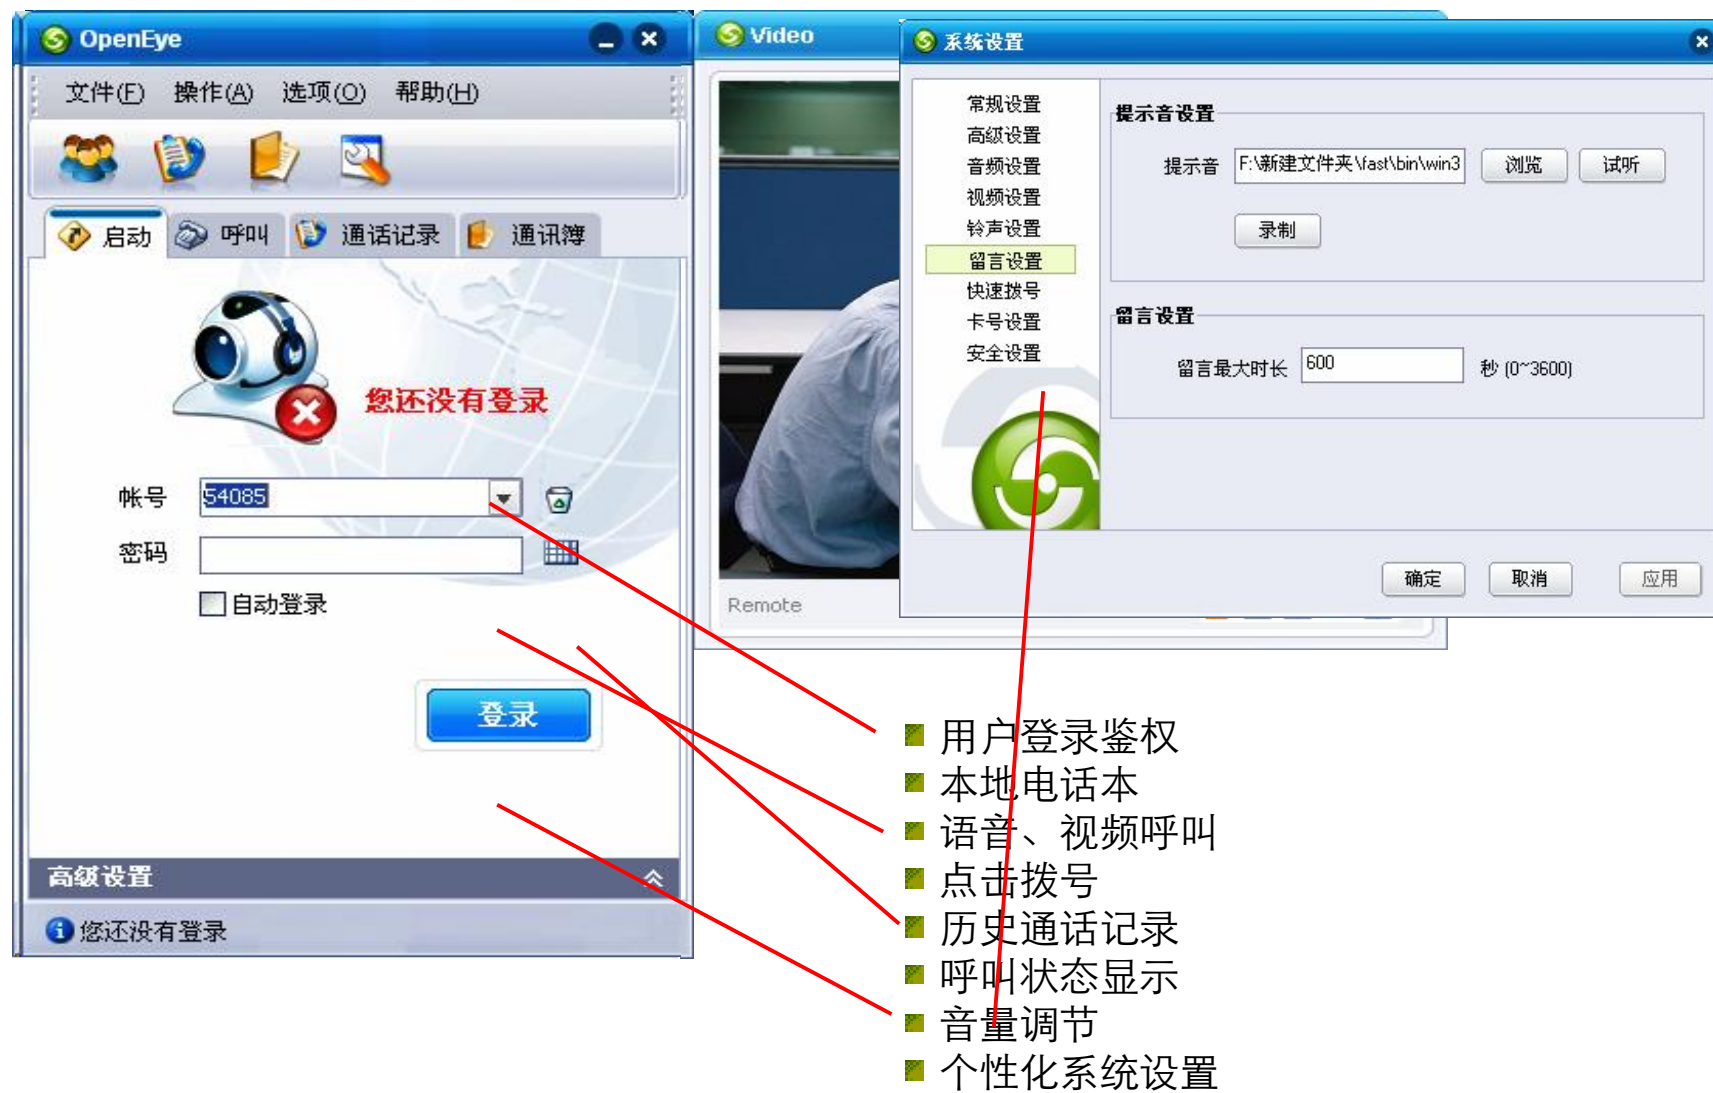 OpenEye
文件(F) 操作(A) 选项(O) 帮助(H)
启动 呼叫 通话记录 通讯簿
您还没有登录
帐号 54085
密码
自动登录
登录
高级设置
您还没有登录
Video
Remote
系统设置
常规设置
高级设置
音频设置
视频设置
铃声设置
留言设置
快速拨号
卡号设置
安全设置
提示音设置
提示音 F:\新建文件夹\fast\bin\win3 浏览 试听
录制
留言设置
留言最大时长 600 秒 (0~3600)
确定 取消 应用
用户登录鉴权
本地电话本
语音、视频呼叫
点击拨号
历史通话记录
呼叫状态显示
音量调节
个性化系统设置